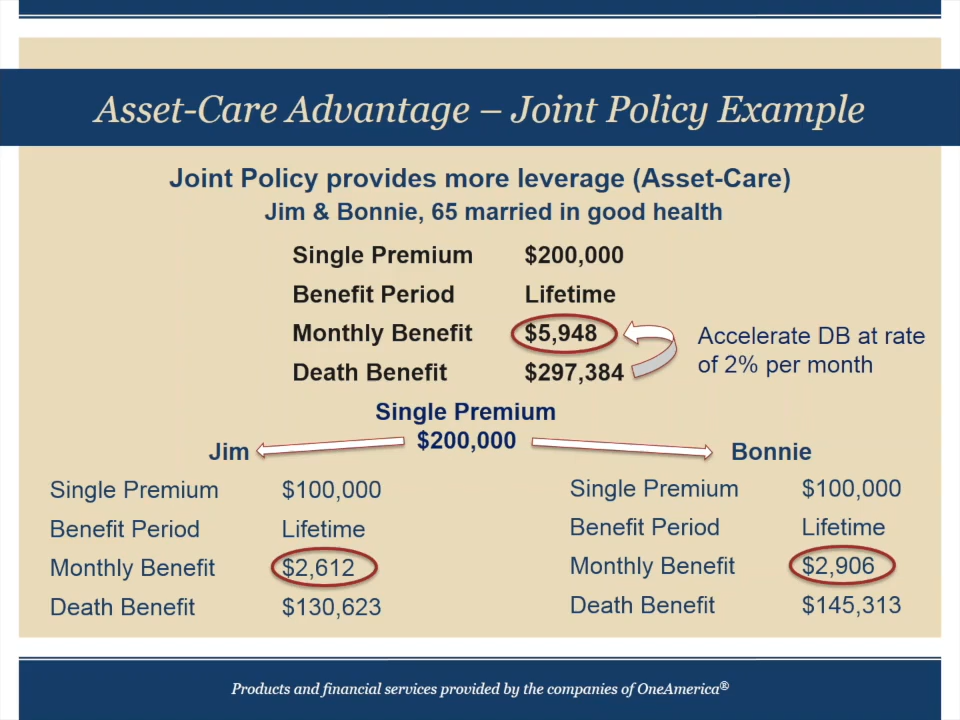 Asset-Care Advantage – Joint Policy Example
Joint Policy provides more leverage (Asset-Care)
Jim & Bonnie, 65 married in good health
Single Premium $200,000
Benefit Period Lifetime
Monthly Benefit $5,948
Death Benefit $297,384
Accelerate DB at rate
of 2% per month
Single Premium
$200,000
Jim
Single Premium $100,000
Benefit Period Lifetime
Monthly Benefit $2,612
Death Benefit $130,623
Bonnie
Single Premium $100,000
Benefit Period Lifetime
Monthly Benefit $2,906
Death Benefit $145,313
Products and financial services provided by the companies of OneAmerica®